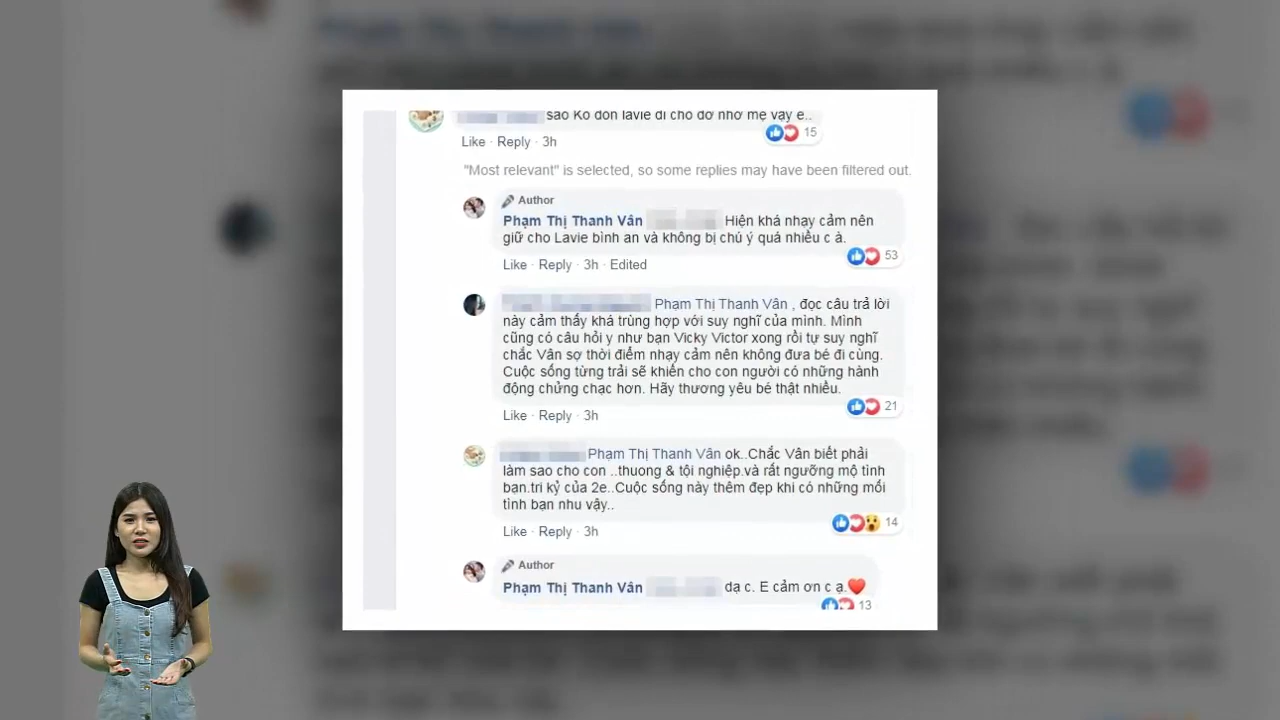 sao Ko đón lavie đi cho đỡ nhớ mẹ vậy e..
Like · Reply · 3h
15
"Most relevant" is selected, so some replies may have been filtered out.
Author
Phạm Thị Thanh Vân Hiện khá nhạy cảm nên
giữ cho Lavie bình an và không bị chú ý quá nhiều c ả.
Like · Reply · 3h · Edited
53
Phạm Thị Thanh Vân , đọc câu trả lời
này cảm thấy khá trùng hợp với suy nghĩ của mình. Mình
cũng có câu hỏi y như bạn Vicky Victor xong rồi tự suy nghĩ
chắc Vân sợ thời điểm nhạy cảm nên không đưa bé đi cùng.
Cuộc sống từng trải sẽ khiến cho con người có những hành
động chửng chạc hơn. Hãy thương yêu bé thật nhiều.
21
Like · Reply · 3h
Phạm Thị Thanh Vân ok..Chắc Vân biết phải
làm sao cho con ..thuong & tội nghiệp.và rất ngưỡng mộ tình
bạn.tri kỷ của 2e..Cuộc sống này thêm đẹp khi có những mối
tình bạn nhu vậy..
14
Like · Reply · 3h
Author
Phạm Thị Thanh Vân dạ c. E cảm ơn c ạ.❤️
13